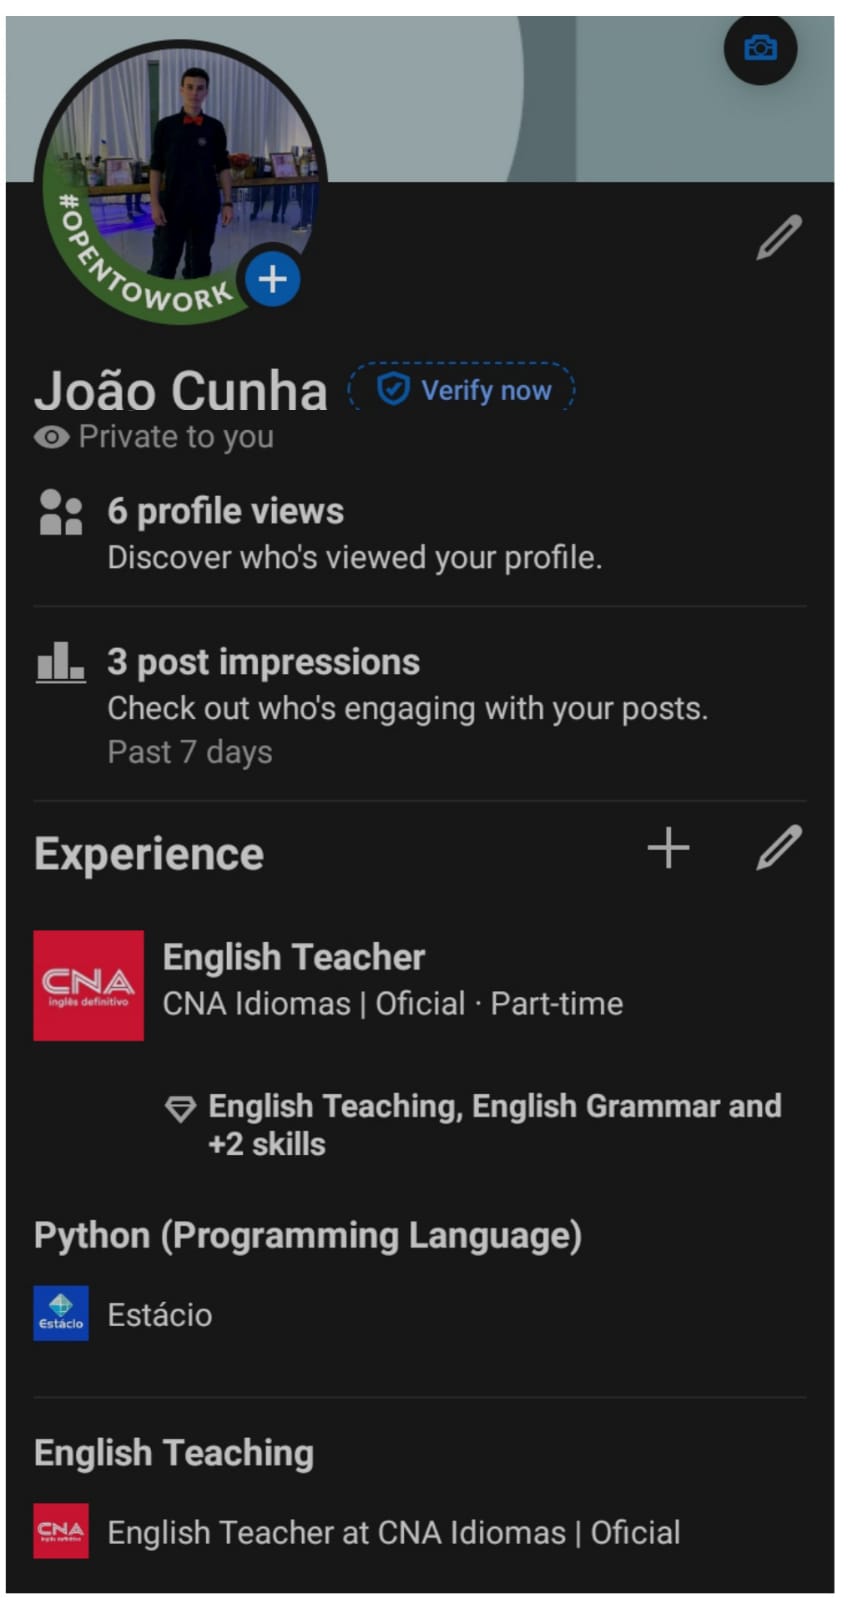 #OPENTOWORK
João Cunha
Verify now
Private to you
6 profile views
Discover who's viewed your profile.
3 post impressions
Check out who's engaging with your posts.
Past 7 days
Experience
CNA
inglês definitivo
English Teacher
CNA Idiomas | Oficial · Part-time
English Teaching, English Grammar and
+2 skills
Python (Programming Language)
Estácio
Estácio
English Teaching
CNA
inglês definitivo
English Teacher at CNA Idiomas | Oficial